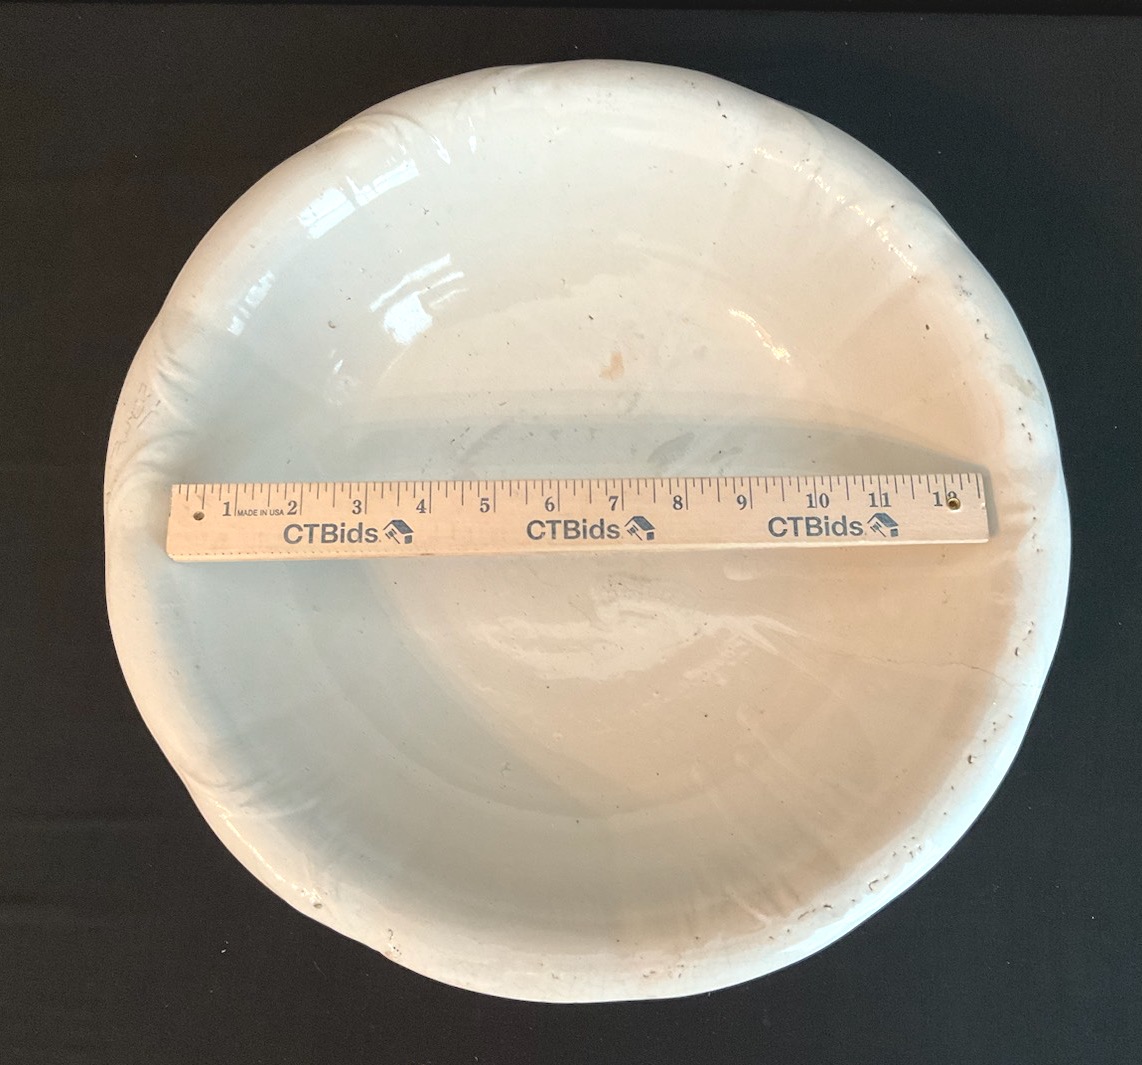 1 MADE IN USA 2 3 4 5 6 7 8 9 10 11 12
CTBids. CTBids CTBids